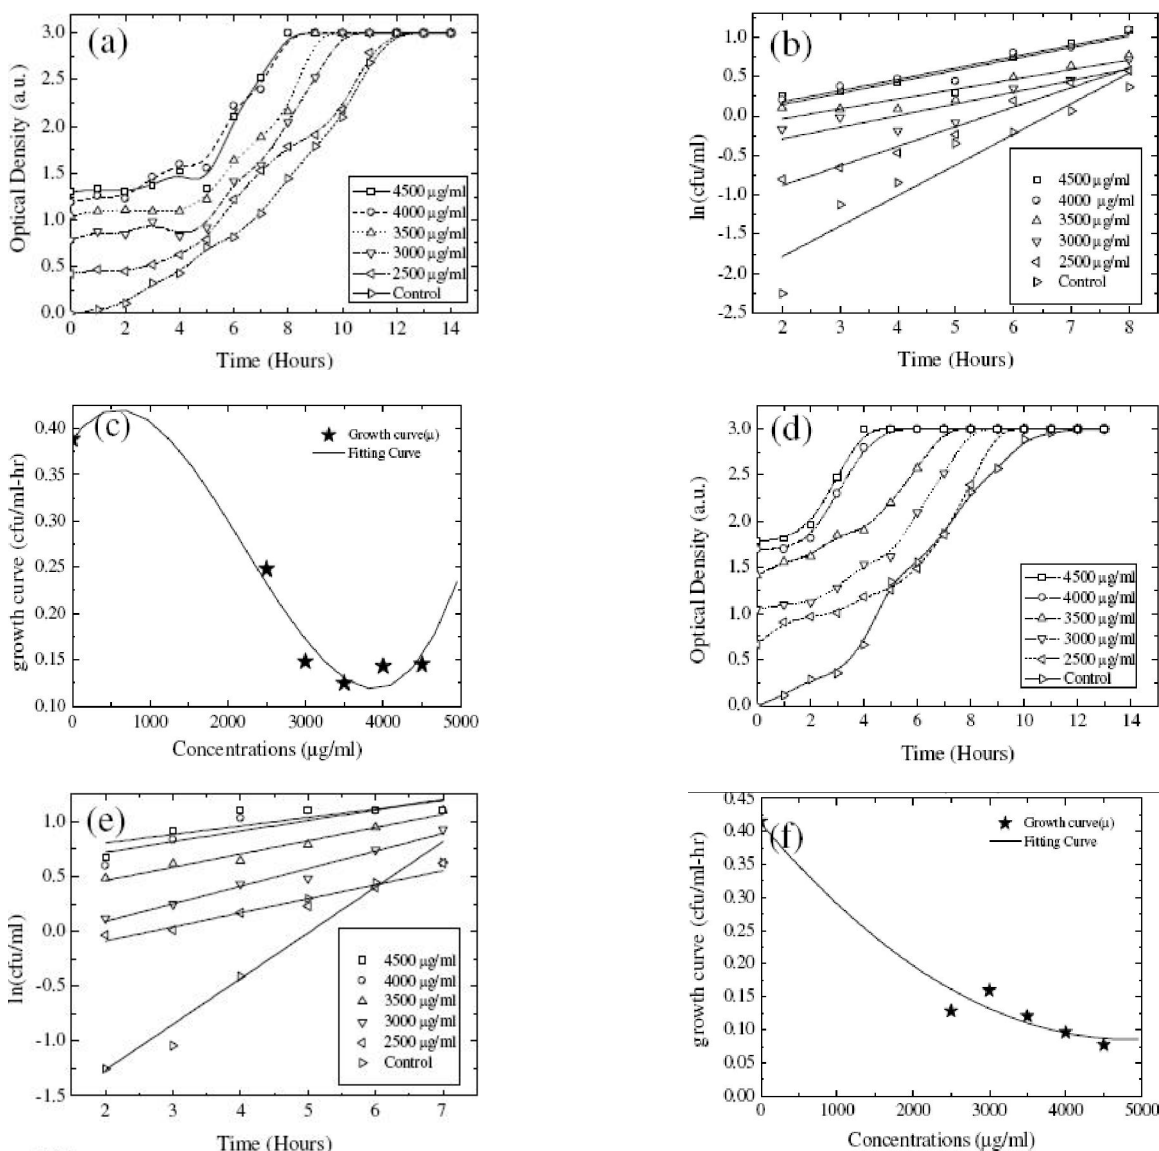 (a)
3.0
2.5
2.0
1.5
1.0
0.5
0.0
Optical Density (a.u.)
4500 µg/ml
4000 µg/ml
3500 µg/ml
3000 µg/ml
2500 µg/ml
Control
0 2 4 6 8 10 12 14
Time (Hours)
(b)
1.0
0.5
0.0
-0.5
-1.0
-1.5
-2.0
-2.5
ln(cfu/ml)
4500 µg/ml
4000 µg/ml
3500 µg/ml
3000 µg/ml
2500 µg/ml
Control
2 3 4 5 6 7 8
Time (Hours)
(c)
0.40
0.35
0.30
0.25
0.20
0.15
0.10
growth curve (cfu/ml-hr)
Growth curve(µ)
Fitting Curve
0 1000 2000 3000 4000 5000
Concentrations (µg/ml)
(d)
3.0
2.5
2.0
1.5
1.0
0.5
0.0
Optical Density (a.u.)
4500 µg/ml
4000 µg/ml
3500 µg/ml
3000 µg/ml
2500 µg/ml
Control
0 2 4 6 8 10 12 14
Time (Hours)
(e)
1.0
0.5
0.0
-0.5
-1.0
-1.5
ln(cfu/ml)
4500 µg/ml
4000 µg/ml
3500 µg/ml
3000 µg/ml
2500 µg/ml
Control
2 3 4 5 6 7
Time (Hours)
(f)
0.45
0.40
0.35
0.30
0.25
0.20
0.15
0.10
0.05
0.00
growth curve (cfu/ml-hr)
Growth curve(µ)
Fitting Curve
0 1000 2000 3000 4000 5000
Concentrations (µg/ml)